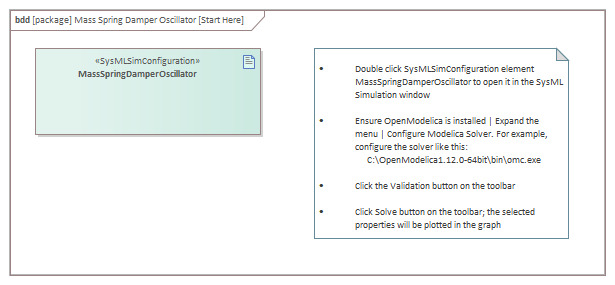 bdd [package] Mass Spring Damper Oscillator [Start Here]
«SysMLSimConfiguration»
MassSpringDamperOscillator
• Double click SysMLSimConfiguration element
MassSpringDamperOscillator to open it in the SysML
Simulation window
• Ensure OpenModelica is installed | Expand the
menu | Configure Modelica Solver. For example,
configure the solver like this:
C:\OpenModelica1.12.0-64bit\bin\omc.exe
• Click the Validation button on the toolbar
• Click Solve button on the toolbar; the selected
properties will be plotted in the graph